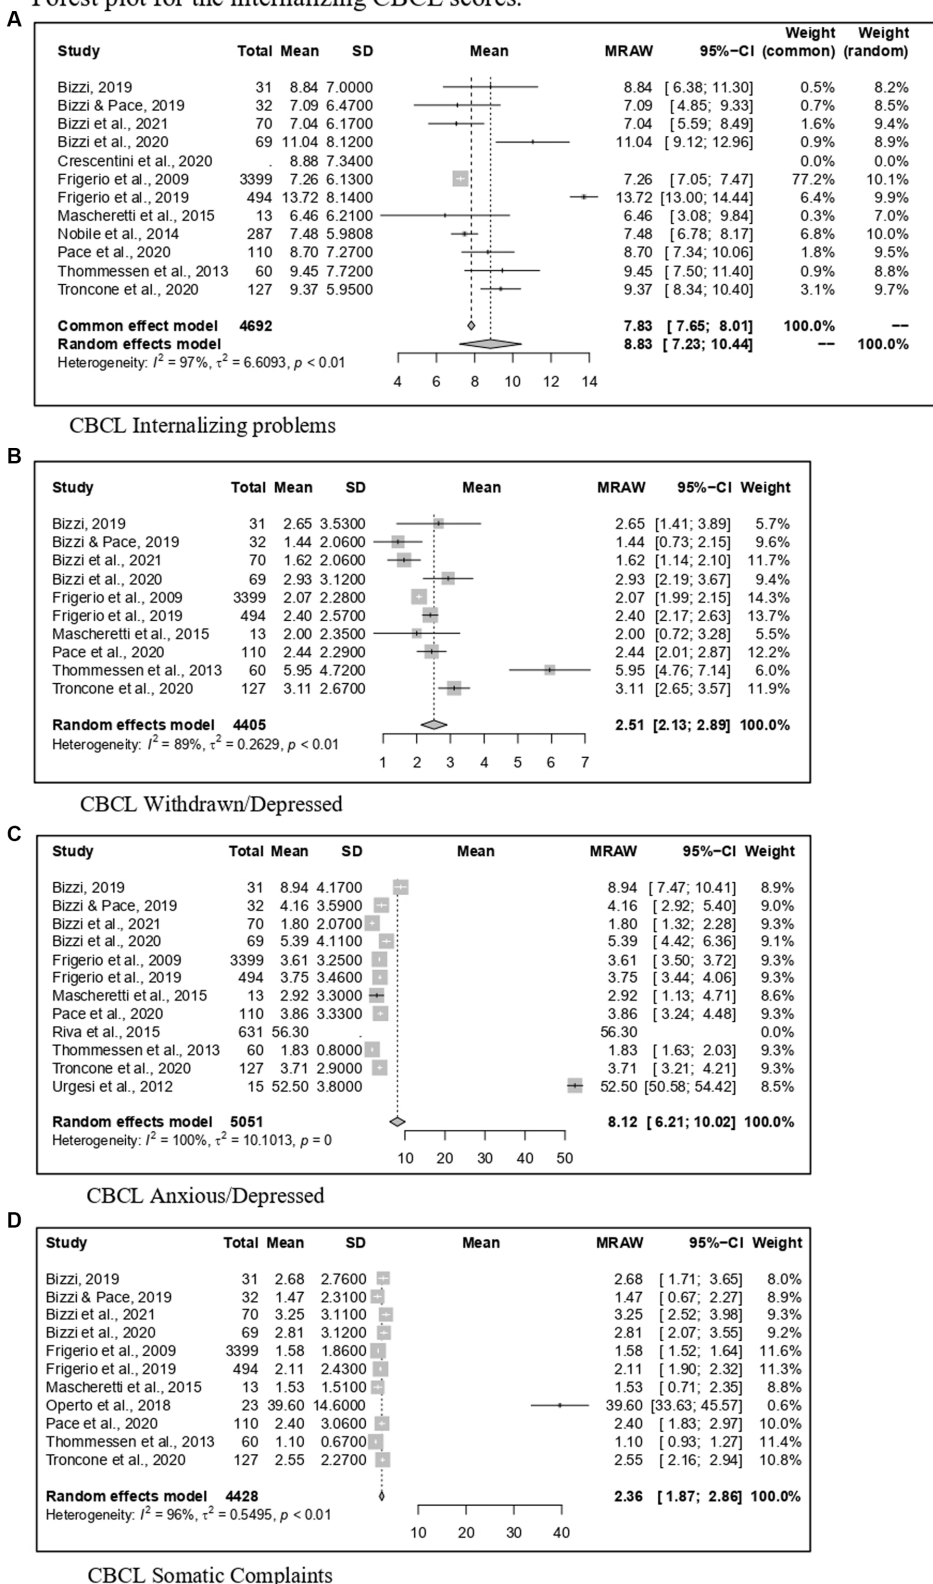 Forest plot for the internalizing CBCL scores.
A
Weight Weight
Study Total Mean SD Mean MRAW 95%−CI (common) (random)
Bizzi, 2019 31 8.84 7.0000 8.84 [ 6.38; 11.30] 0.5% 8.2%
Bizzi & Pace, 2019 32 7.09 6.4700 7.09 [ 4.85; 9.33] 0.7% 8.5%
Bizzi et al., 2021 70 7.04 6.1700 7.04 [ 5.59; 8.49] 1.6% 9.4%
Bizzi et al., 2020 69 11.04 8.1200 11.04 [ 9.12; 12.96] 0.9% 8.9%
Crescentini et al., 2020 . 8.88 7.3400 0.0% 0.0%
Frigerio et al., 2009 3399 7.26 6.1300 7.26 [ 7.05; 7.47] 77.2% 10.1%
Frigerio et al., 2019 494 13.72 8.1400 13.72 [13.00; 14.44] 6.4% 9.9%
Mascheretti et al., 2015 13 6.46 6.2100 6.46 [ 3.08; 9.84] 0.3% 7.0%
Nobile et al., 2014 287 7.48 5.9808 7.48 [ 6.78; 8.17] 6.8% 10.0%
Pace et al., 2020 110 8.70 7.2700 8.70 [ 7.34; 10.06] 1.8% 9.5%
Thommessen et al., 2013 60 9.45 7.7200 9.45 [ 7.50; 11.40] 0.9% 8.8%
Troncone et al., 2020 127 9.37 5.9500 9.37 [ 8.34; 10.40] 3.1% 9.7%
Common effect model 4692 7.83 [ 7.65; 8.01] 100.0% −−
Random effects model 8.83 [ 7.23; 10.44] −− 100.0%
Heterogeneity: I² = 97%, τ² = 6.6093, p < 0.01
4 6 8 10 12 14
CBCL Internalizing problems
B
Study Total Mean SD Mean MRAW 95%−CI Weight
Bizzi, 2019 31 2.65 3.5300 2.65 [1.41; 3.89] 5.7%
Bizzi & Pace, 2019 32 1.44 2.0600 1.44 [0.73; 2.15] 9.6%
Bizzi et al., 2021 70 1.62 2.0600 1.62 [1.14; 2.10] 11.7%
Bizzi et al., 2020 69 2.93 3.1200 2.93 [2.19; 3.67] 9.4%
Frigerio et al., 2009 3399 2.07 2.2800 2.07 [1.99; 2.15] 14.3%
Frigerio et al., 2019 494 2.40 2.5700 2.40 [2.17; 2.63] 13.7%
Mascheretti et al., 2015 13 2.00 2.3500 2.00 [0.72; 3.28] 5.5%
Pace et al., 2020 110 2.44 2.2900 2.44 [2.01; 2.87] 12.2%
Thommessen et al., 2013 60 5.95 4.7200 5.95 [4.76; 7.14] 6.0%
Troncone et al., 2020 127 3.11 2.6700 3.11 [2.65; 3.57] 11.9%
Random effects model 4405 2.51 [2.13; 2.89] 100.0%
Heterogeneity: I² = 89%, τ² = 0.2629, p < 0.01
1 2 3 4 5 6 7
CBCL Withdrawn/Depressed
C
Study Total Mean SD Mean MRAW 95%−CI Weight
Bizzi, 2019 31 8.94 4.1700 8.94 [ 7.47; 10.41] 8.9%
Bizzi & Pace, 2019 32 4.16 3.5900 4.16 [ 2.92; 5.40] 9.0%
Bizzi et al., 2021 70 1.80 2.0700 1.80 [ 1.32; 2.28] 9.3%
Bizzi et al., 2020 69 5.39 4.1100 5.39 [ 4.42; 6.36] 9.1%
Frigerio et al., 2009 3399 3.61 3.2500 3.61 [ 3.50; 3.72] 9.3%
Frigerio et al., 2019 494 3.75 3.4600 3.75 [ 3.44; 4.06] 9.3%
Mascheretti et al., 2015 13 2.92 3.3000 2.92 [ 1.13; 4.71] 8.6%
Pace et al., 2020 110 3.86 3.3300 3.86 [ 3.24; 4.48] 9.3%
Riva et al., 2015 631 56.30 . 56.30 0.0%
Thommessen et al., 2013 60 1.83 0.8000 1.83 [ 1.63; 2.03] 9.3%
Troncone et al., 2020 127 3.71 2.9000 3.71 [ 3.21; 4.21] 9.3%
Urgesi et al., 2012 15 52.50 3.8000 52.50 [50.58; 54.42] 8.5%
Random effects model 5051 8.12 [ 6.21; 10.02] 100.0%
Heterogeneity: I² = 100%, τ² = 10.1013, p = 0
10 20 30 40 50
CBCL Anxious/Depressed
D
Study Total Mean SD Mean MRAW 95%−CI Weight
Bizzi, 2019 31 2.68 2.7600 2.68 [ 1.71; 3.65] 8.0%
Bizzi & Pace, 2019 32 1.47 2.3100 1.47 [ 0.67; 2.27] 8.9%
Bizzi et al., 2021 70 3.25 3.1100 3.25 [ 2.52; 3.98] 9.3%
Bizzi et al., 2020 69 2.81 3.1200 2.81 [ 2.07; 3.55] 9.2%
Frigerio et al., 2009 3399 1.58 1.8600 1.58 [ 1.52; 1.64] 11.6%
Frigerio et al., 2019 494 2.11 2.4300 2.11 [ 1.90; 2.32] 11.3%
Mascheretti et al., 2015 13 1.53 1.5100 1.53 [ 0.71; 2.35] 8.8%
Operto et al., 2018 23 39.60 14.6000 39.60 [33.63; 45.57] 0.6%
Pace et al., 2020 110 2.40 3.0600 2.40 [ 1.83; 2.97] 10.0%
Thommessen et al., 2013 60 1.10 0.6700 1.10 [ 0.93; 1.27] 11.4%
Troncone et al., 2020 127 2.55 2.2700 2.55 [ 2.16; 2.94] 10.8%
Random effects model 4428 2.36 [ 1.87; 2.86] 100.0%
Heterogeneity: I² = 96%, τ² = 0.5495, p < 0.01
10 20 30 40
CBCL Somatic Complaints